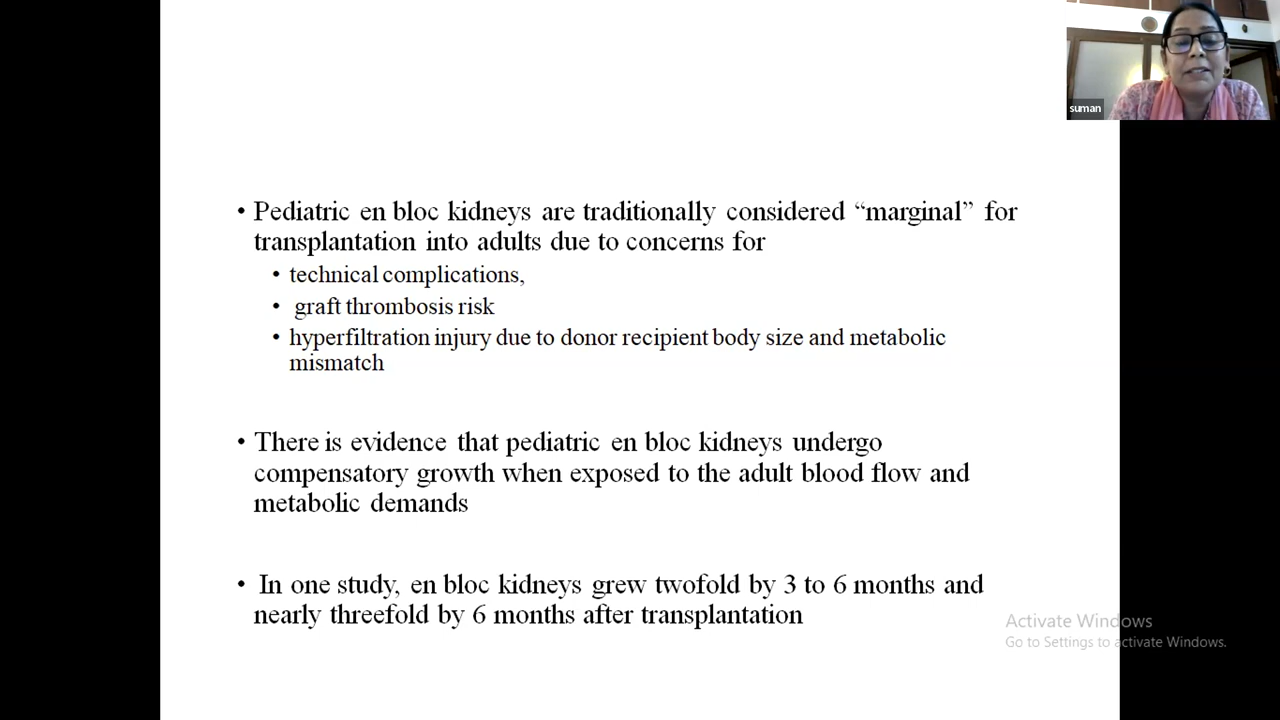 suman
• Pediatric en bloc kidneys are traditionally considered “marginal” for
transplantation into adults due to concerns for
• technical complications,
• graft thrombosis risk
• hyperfiltration injury due to donor recipient body size and metabolic
mismatch
• There is evidence that pediatric en bloc kidneys undergo
compensatory growth when exposed to the adult blood flow and
metabolic demands
• In one study, en bloc kidneys grew twofold by 3 to 6 months and
nearly threefold by 6 months after transplantation
Activate Windows
Go to Settings to activate Windows.